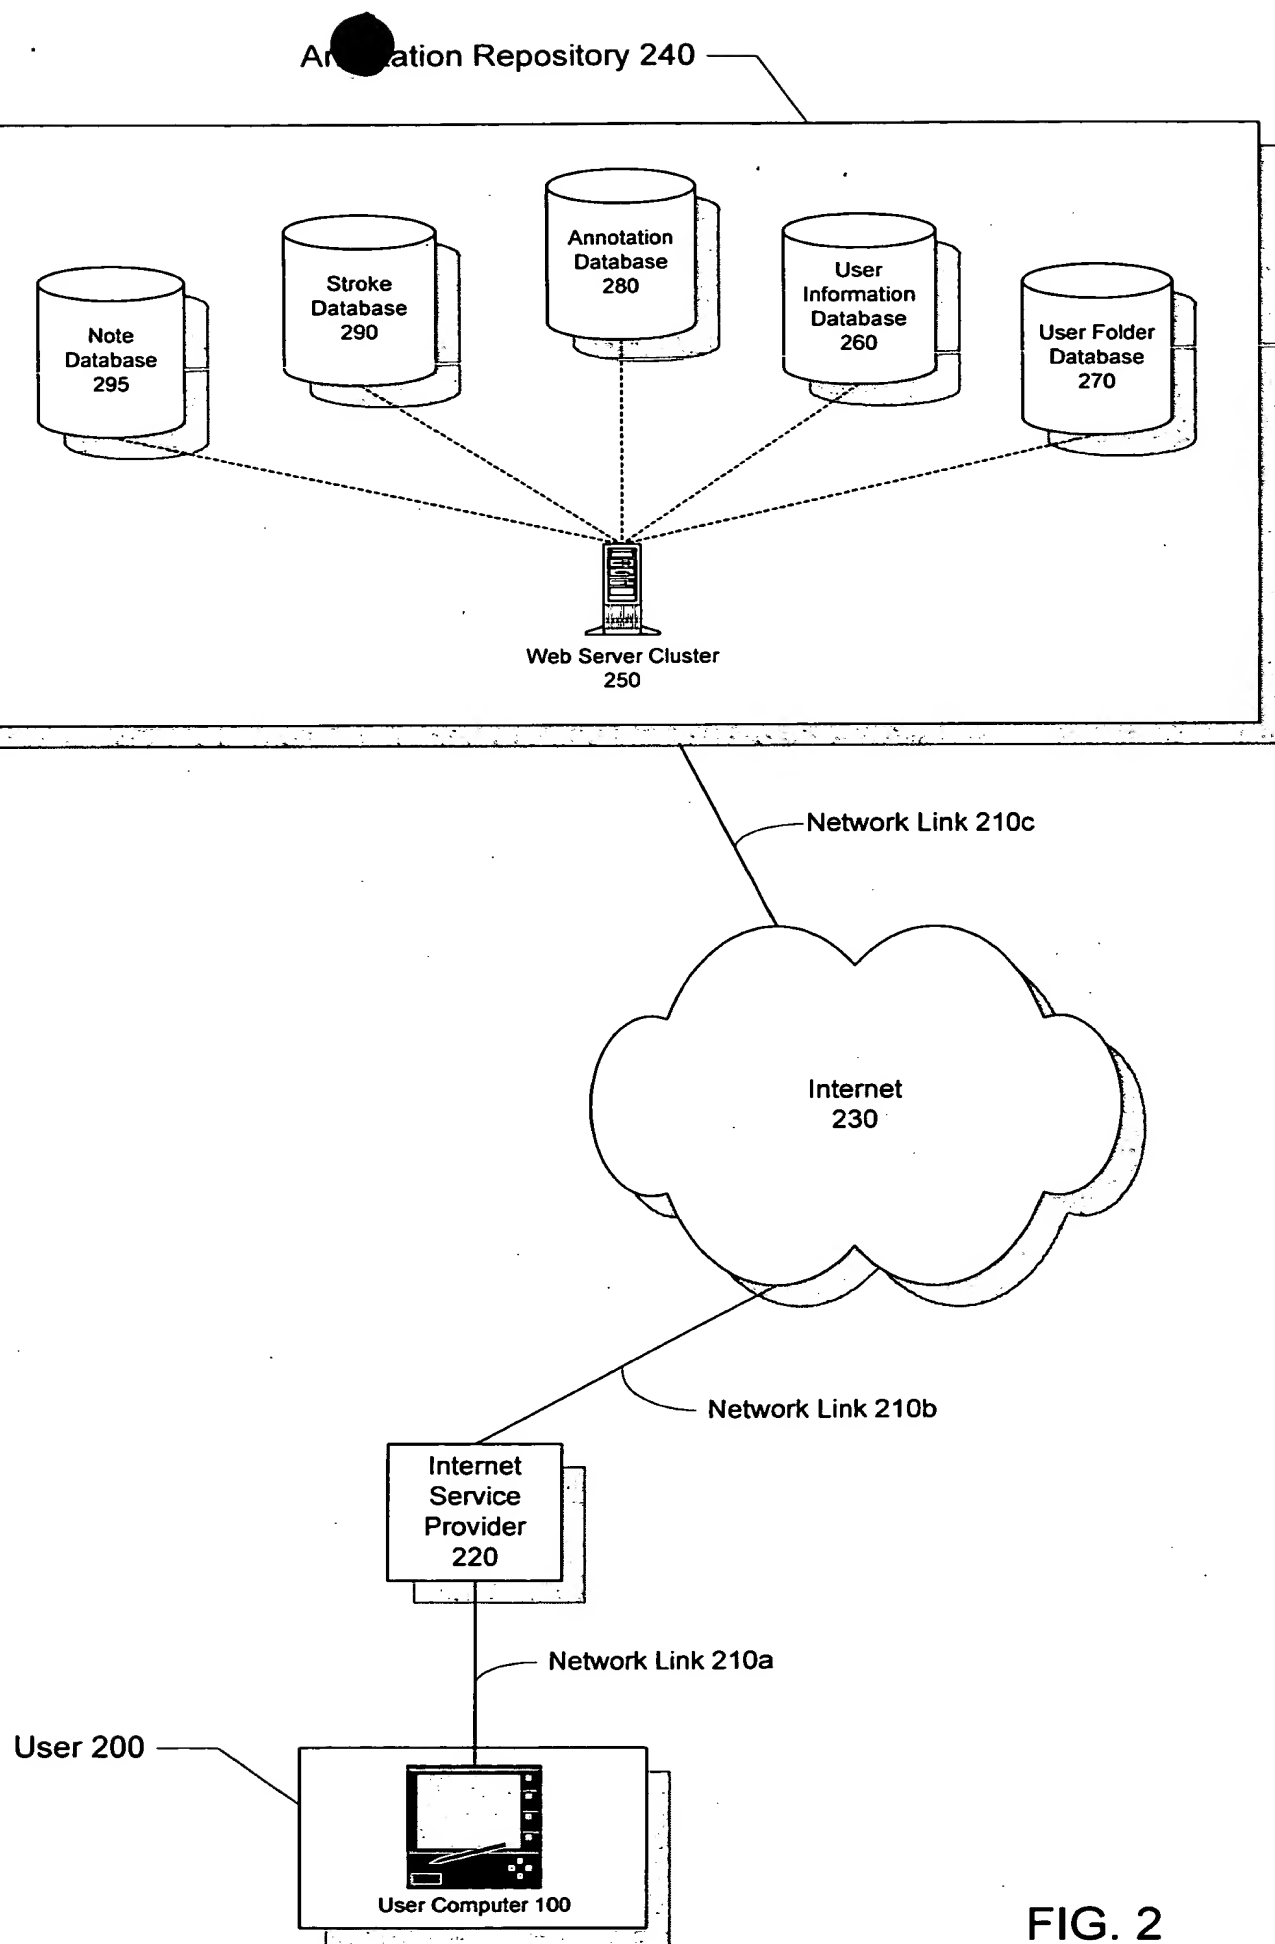 Repository 240
Annotation
Database
280
Stroke
Database
290
User
Information
Database
260
Note
Database
295
User Folder
Database
270
Web Server Cluster
250
Network Link 210c
Internet
230
Network Link 210b
Internet
Service
Provider
220
Network Link 210a
User 200
User Computer 100
FIG. 2